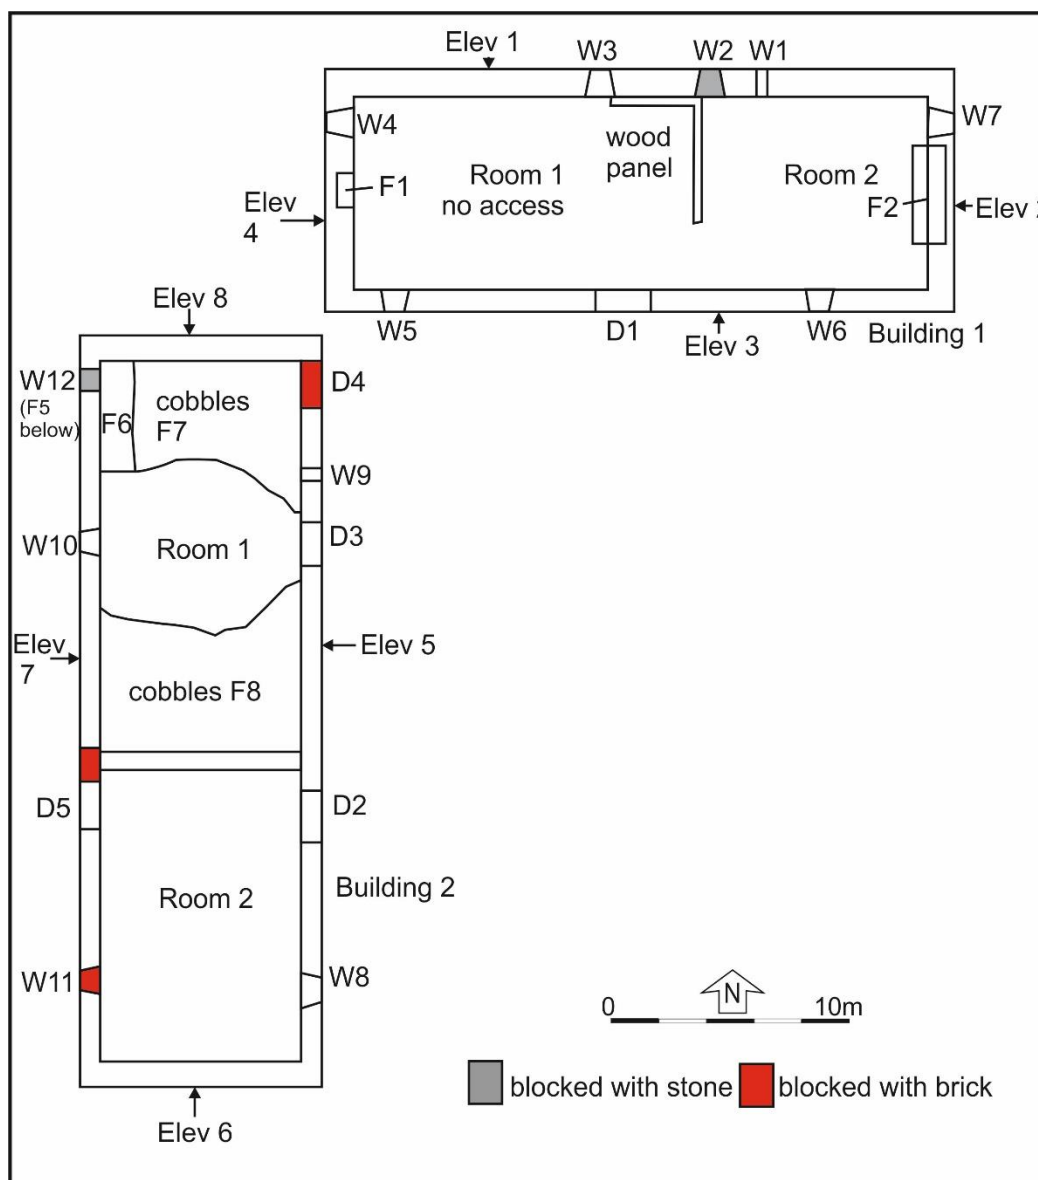 Elev 1
W3
W2
W1
W4
W7
wood
panel
Room 1
no access
Room 2
F1
F2
Elev
4
Elev 2
W5
D1
Elev 3
W6
Building 1
Elev 8
W12
(F5
below)
F6
cobbles
F7
D4
W9
W10
Room 1
D3
Elev
7
Elev 5
cobbles F8
D5
D2
Room 2
Building 2
W11
W8
0
N
10m
blocked with stone
blocked with brick
Elev 6